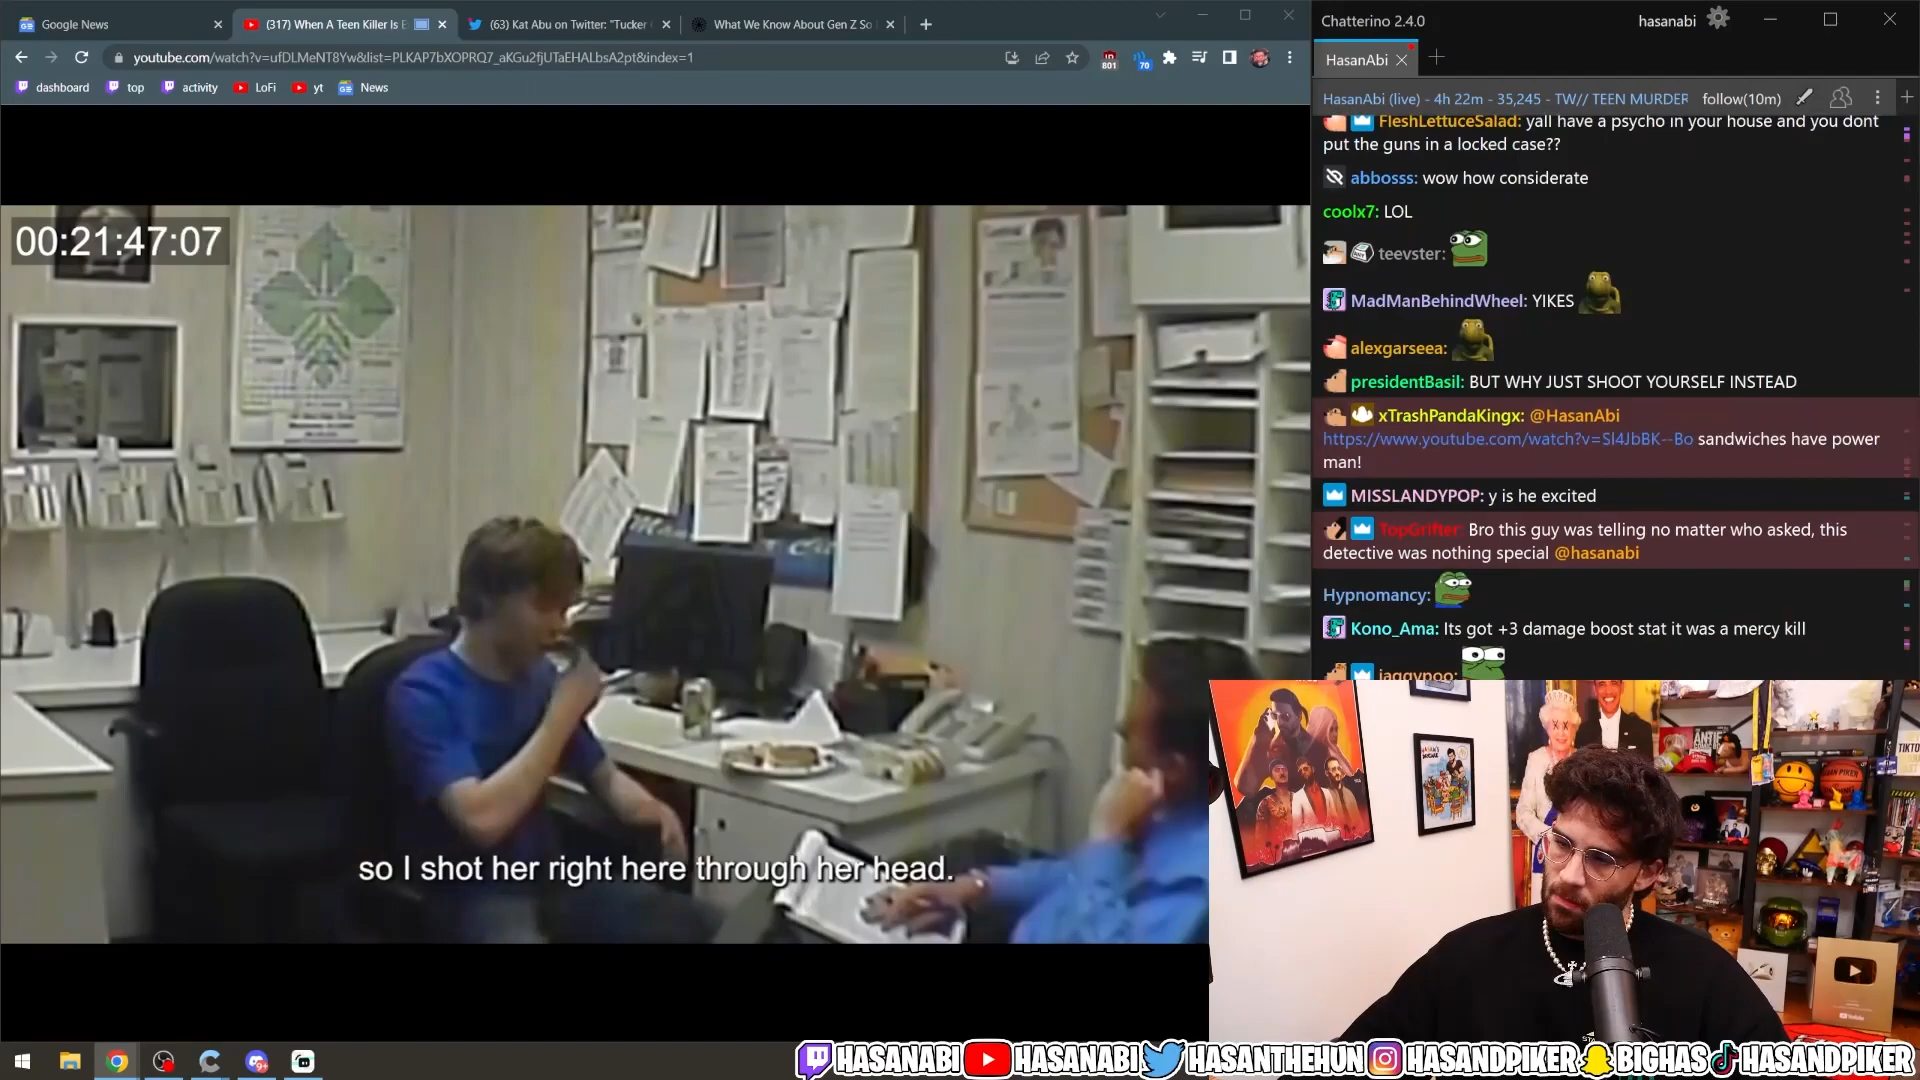 Google News
(317) When A Teen Killer Is E
(63) Kat Abu on Twitter: "Tucker
What We Know About Gen Z So
youtube.com/watch?v=ufDLMeNT8Yw&list=PLKAP7bXOPRQ7_aKGu2fjUTaEHALbsA2pt&index=1
801
70
dashboard
top
activity
LoFi
yt
News
00:21:47:07
so I shot her right here through her head.
Chatterino 2.4.0
hasanabi
HasanAbi
HasanAbi (live) - 4h 22m - 35,245 - TW// TEEN MURDER
follow(10m)
FleshLettuceSalad: yall have a psycho in your house and you dont
put the guns in a locked case??
abbosss: wow how considerate
coolx7: LOL
teevster:
MadManBehindWheel: YIKES
alexgarseea:
presidentBasil: BUT WHY JUST SHOOT YOURSELF INSTEAD
xTrashPandaKingx: @HasanAbi
https://www.youtube.com/watch?v=Sl4JbBK--Bo sandwiches have power
man!
MISSLANDYPOP: y is he excited
TopGrifter: Bro this guy was telling no matter who asked, this
detective was nothing special @hasanabi
Hypnomancy:
Kono_Ama: Its got +3 damage boost stat it was a mercy kill
jaggypoo:
HASANABI
HASANABI
HASANTHEHUN
HASANDPIKER
BIGHAS
HASANDPIKER